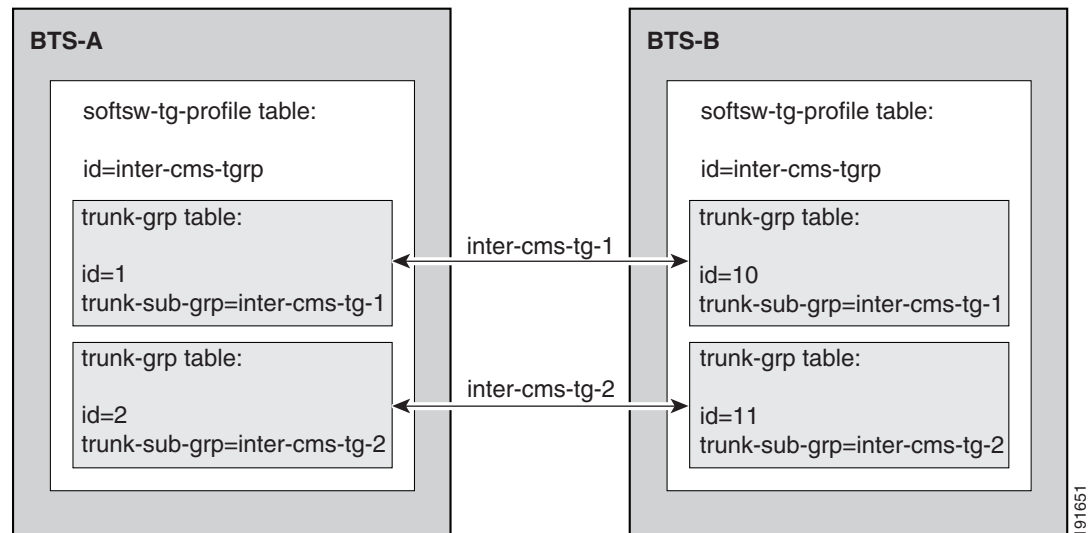 BTS-A
softsw-tg-profile table:
id=inter-cms-tgrp
trunk-grp table:
id=1
trunk-sub-grp=inter-cms-tg-1
trunk-grp table:
id=2
trunk-sub-grp=inter-cms-tg-2
inter-cms-tg-1
inter-cms-tg-2
BTS-B
softsw-tg-profile table:
id=inter-cms-tgrp
trunk-grp table:
id=10
trunk-sub-grp=inter-cms-tg-1
trunk-grp table:
id=11
trunk-sub-grp=inter-cms-tg-2
191651